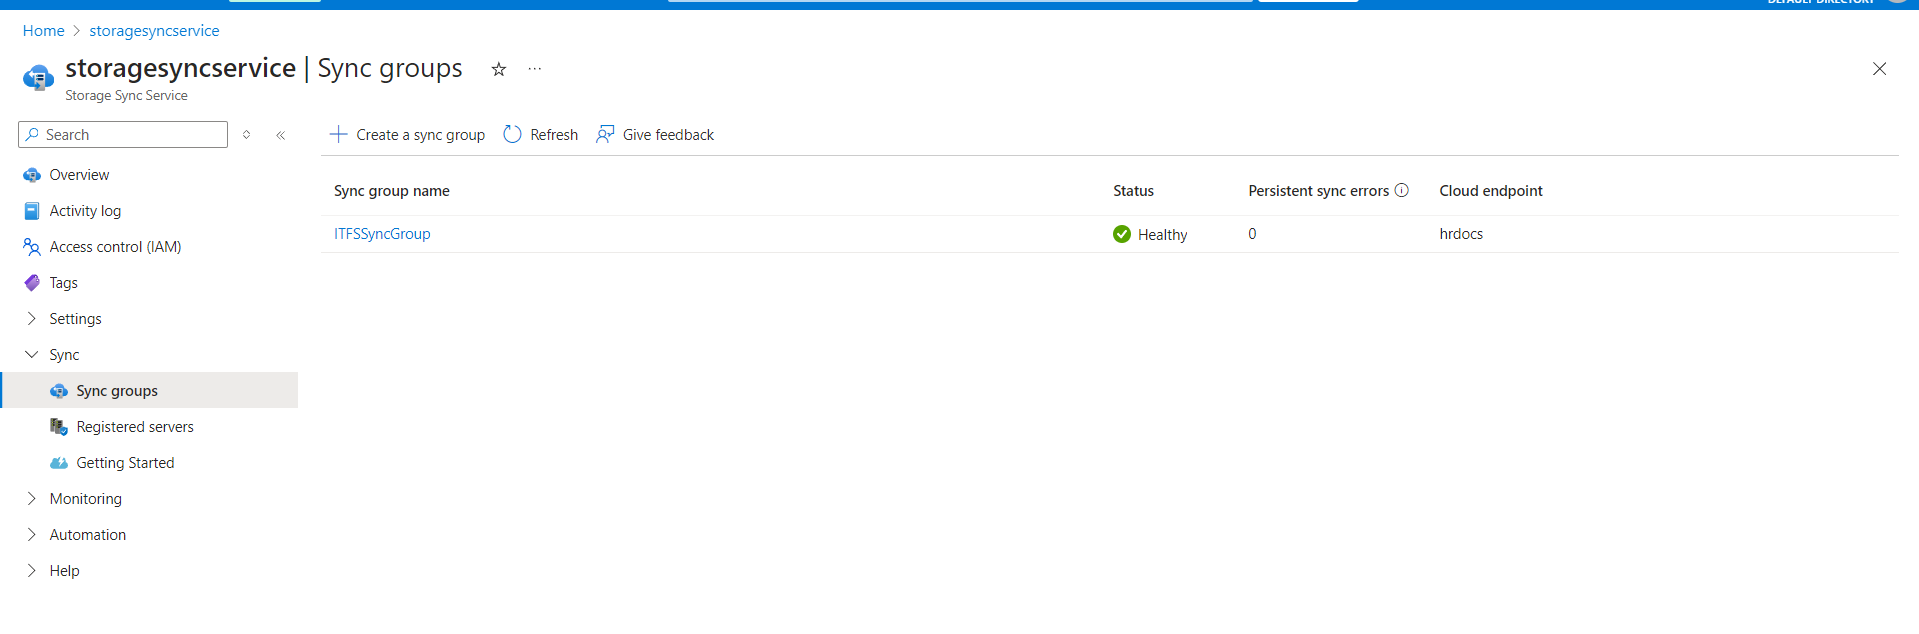 DEFAULT DIRECTORY
Home > storagesyncservice
storagesyncservice | Sync groups
Storage Sync Service
Search
Create a sync group
Refresh
Give feedback
Overview
Activity log
Access control (IAM)
Tags
Settings
Sync
Sync groups
Registered servers
Getting Started
Monitoring
Automation
Help
Sync group name Status Persistent sync errors Cloud endpoint
ITFSSyncGroup Healthy 0 hrdocs